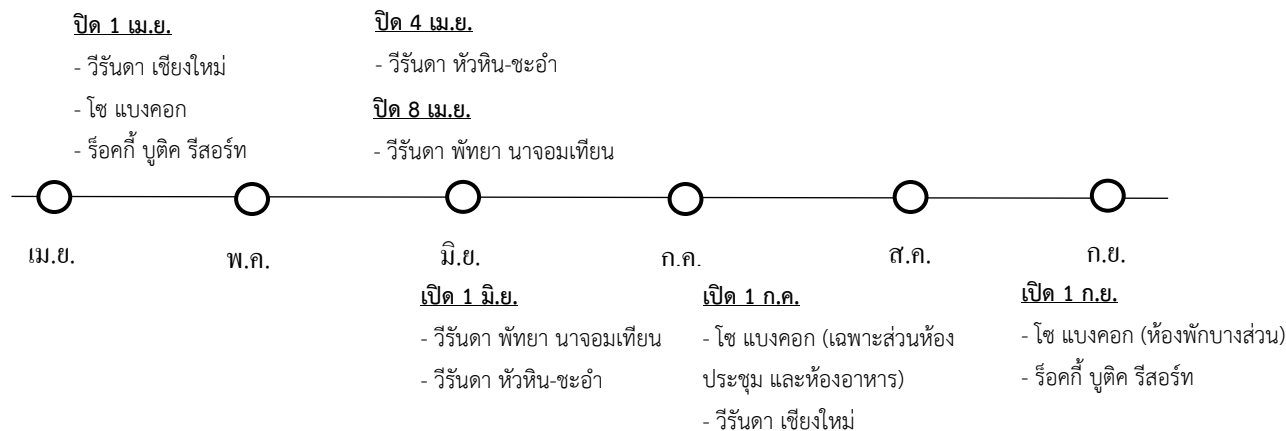 ปิด 1 เม.ย.
- วีรันดา เชียงใหม่
- โซ แบงคอก
- ร็อคกี้ บูติค รีสอร์ท
ปิด 4 เม.ย.
- วีรันดา หัวหิน-ชะอำ
ปิด 8 เม.ย.
- วีรันดา พัทยา นาจอมเทียน
เม.ย.
พ.ค.
มิ.ย.
ก.ค.
ส.ค.
ก.ย.
เปิด 1 มิ.ย.
- วีรันดา พัทยา นาจอมเทียน
- วีรันดา หัวหิน-ชะอำ
เปิด 1 ก.ค.
- โซ แบงคอก (เฉพาะส่วนห้อง
ประชุม และห้องอาหาร)
- วีรันดา เชียงใหม่
เปิด 1 ก.ย.
- โซ แบงคอก (ห้องพักบางส่วน)
- ร็อคกี้ บูติค รีสอร์ท